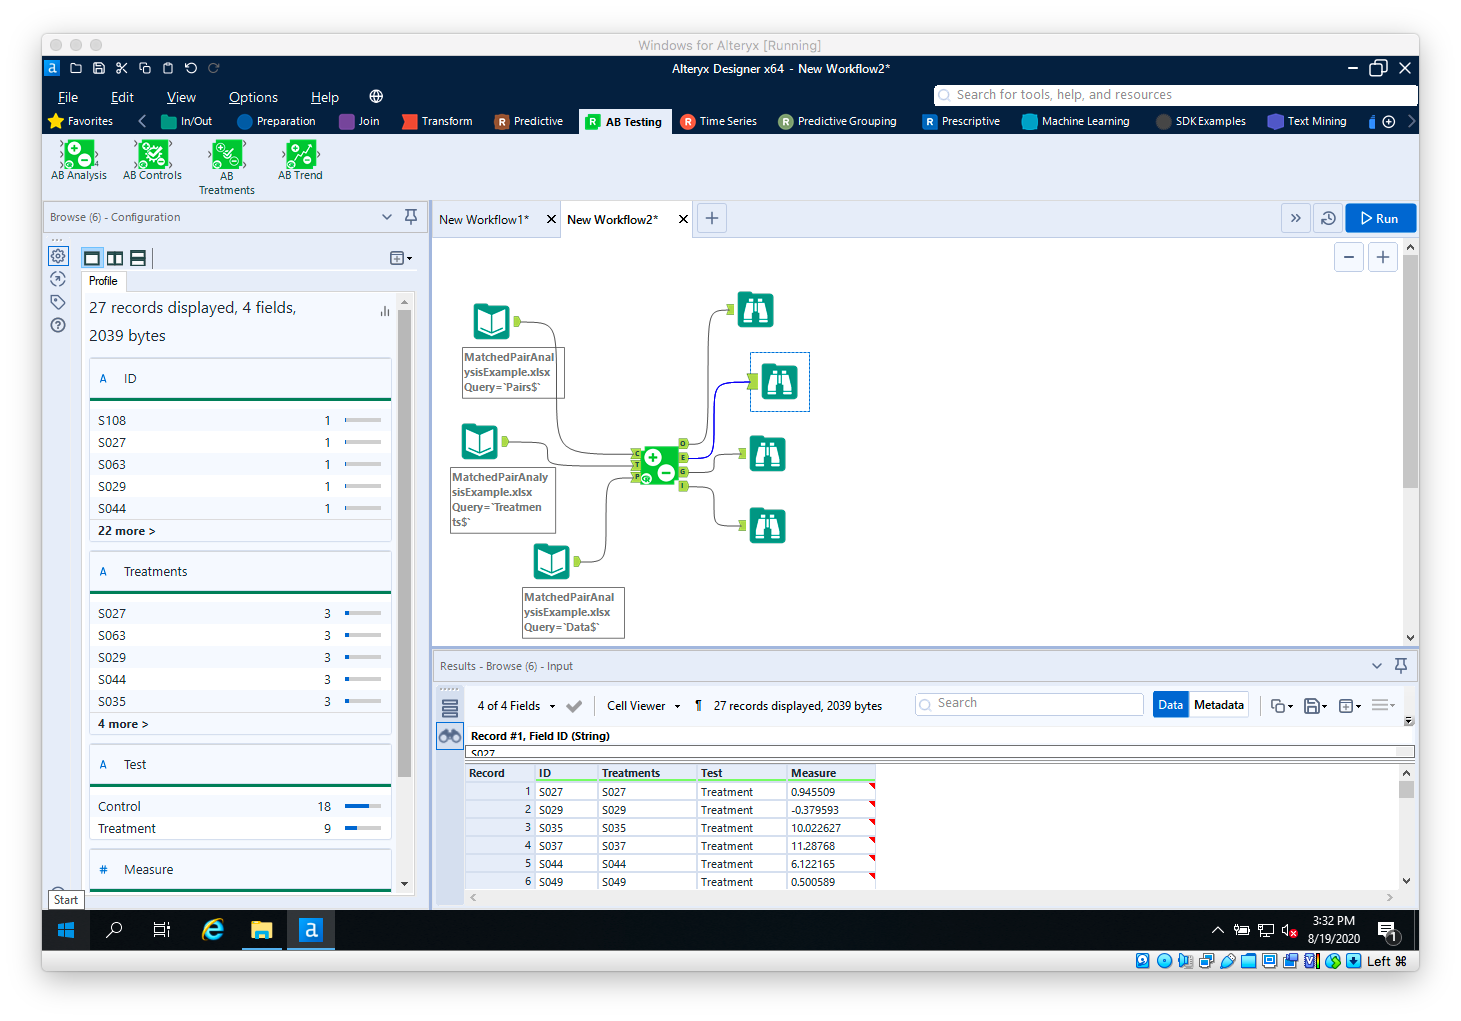 Windows for Alteryx [Running]
a
Alteryx Designer x64 - New Workflow2*
File Edit View Options Help
Search for tools, help, and resources
Favorites In/Out Preparation Join Transform R Predictive R AB Testing R Time Series R Predictive Grouping R Prescriptive Machine Learning SDK Examples Text Mining
AB Analysis AB Controls AB Treatments AB Trend
Browse (6) - Configuration
New Workflow1*
New Workflow2*
Run
Profile
27 records displayed, 4 fields,
2039 bytes
A ID
S108 1
S027 1
S063 1
S029 1
S044 1
22 more >
A Treatments
S027 3
S063 3
S029 3
S044 3
S035 3
4 more >
A Test
Control 18
Treatment 9
# Measure
Start
MatchedPairAnal
ysisExample.xlsx
Query=`Pairs$`
MatchedPairAnaly
sisExample.xlsx
Query=`Treatmen
ts$`
MatchedPairAnal
ysisExample.xlsx
Query=`Data$`
C
T
P
O
E
G
I
Results - Browse (6) - Input
4 of 4 Fields Cell Viewer ¶ 27 records displayed, 2039 bytes Search Data Metadata
Record #1, Field ID (String)
S027
Record ID Treatments Test Measure
1 S027 S027 Treatment 0.945509
2 S029 S029 Treatment -0.379593
3 S035 S035 Treatment 10.022627
4 S037 S037 Treatment 11.28768
5 S044 S044 Treatment 6.122165
6 S049 S049 Treatment 0.500589
a
3:32 PM
8/19/2020
1
Left ⌘